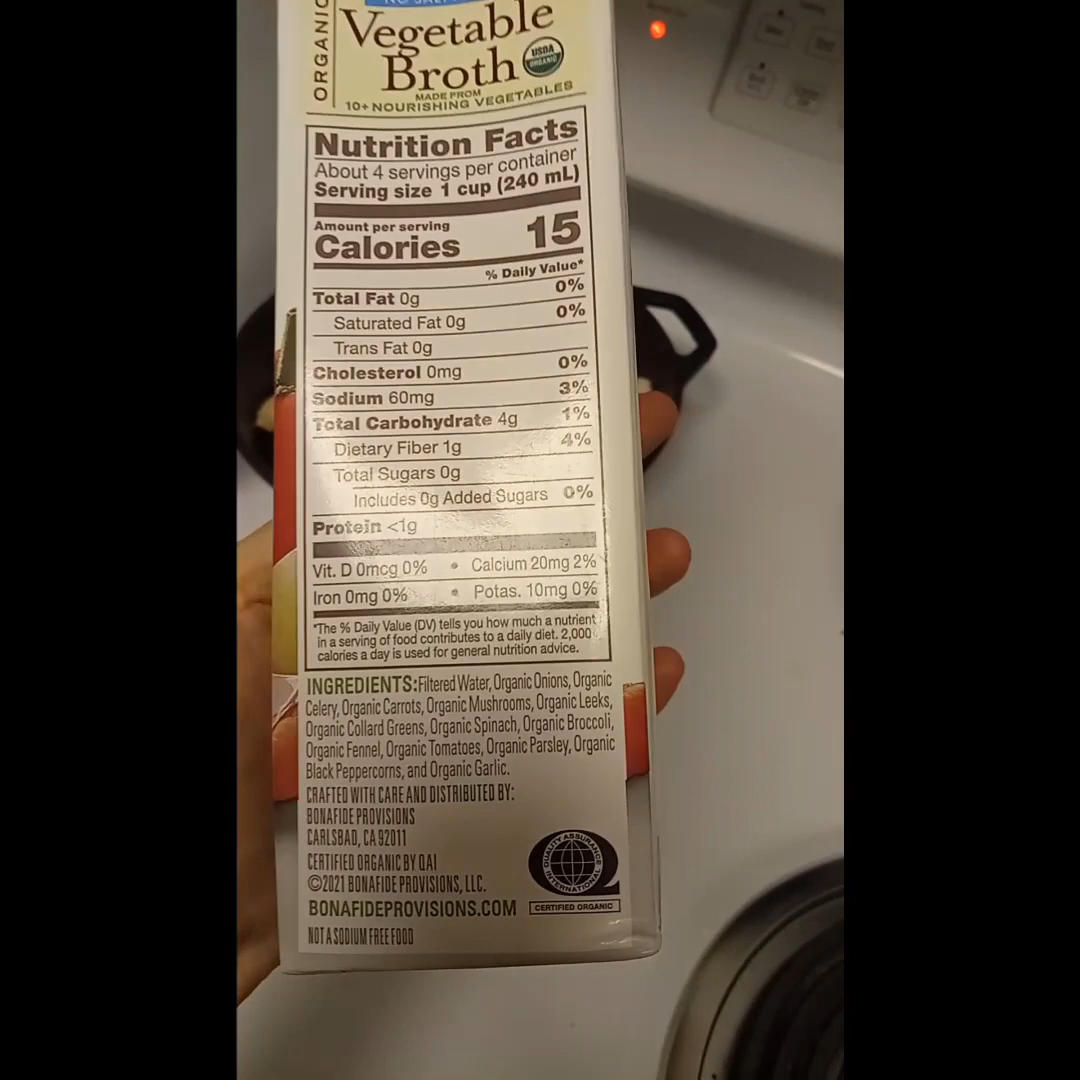 NO SALT
ORGANIC
Vegetable
Broth
USDA
ORGANIC
MADE FROM
10+ NOURISHING VEGETABLES
Nutrition Facts
About 4 servings per container
Serving size 1 cup (240 mL)
Amount per serving
Calories 15
% Daily Value*
Total Fat 0g 0%
Saturated Fat 0g 0%
Trans Fat 0g
Cholesterol 0mg 0%
Sodium 60mg 3%
Total Carbohydrate 4g 1%
Dietary Fiber 1g 4%
Total Sugars 0g
Includes 0g Added Sugars 0%
Protein <1g
Vit. D 0mcg 0% • Calcium 20mg 2%
Iron 0mg 0% • Potas. 10mg 0%
*The % Daily Value (DV) tells you how much a nutrient
in a serving of food contributes to a daily diet. 2,000
calories a day is used for general nutrition advice.
INGREDIENTS: Filtered Water, Organic Onions, Organic
Celery, Organic Carrots, Organic Mushrooms, Organic Leeks,
Organic Collard Greens, Organic Spinach, Organic Broccoli,
Organic Fennel, Organic Tomatoes, Organic Parsley, Organic
Black Peppercorns, and Organic Garlic.
CRAFTED WITH CARE AND DISTRIBUTED BY:
BONAFIDE PROVISIONS
CARLSBAD, CA 92011
CERTIFIED ORGANIC BY QAI
©2021 BONAFIDE PROVISIONS, LLC.
BONAFIDEPROVISIONS.COM
NOT A SODIUM FREE FOOD
QUALITY ASSURANCE
INTERNATIONAL
CERTIFIED ORGANIC